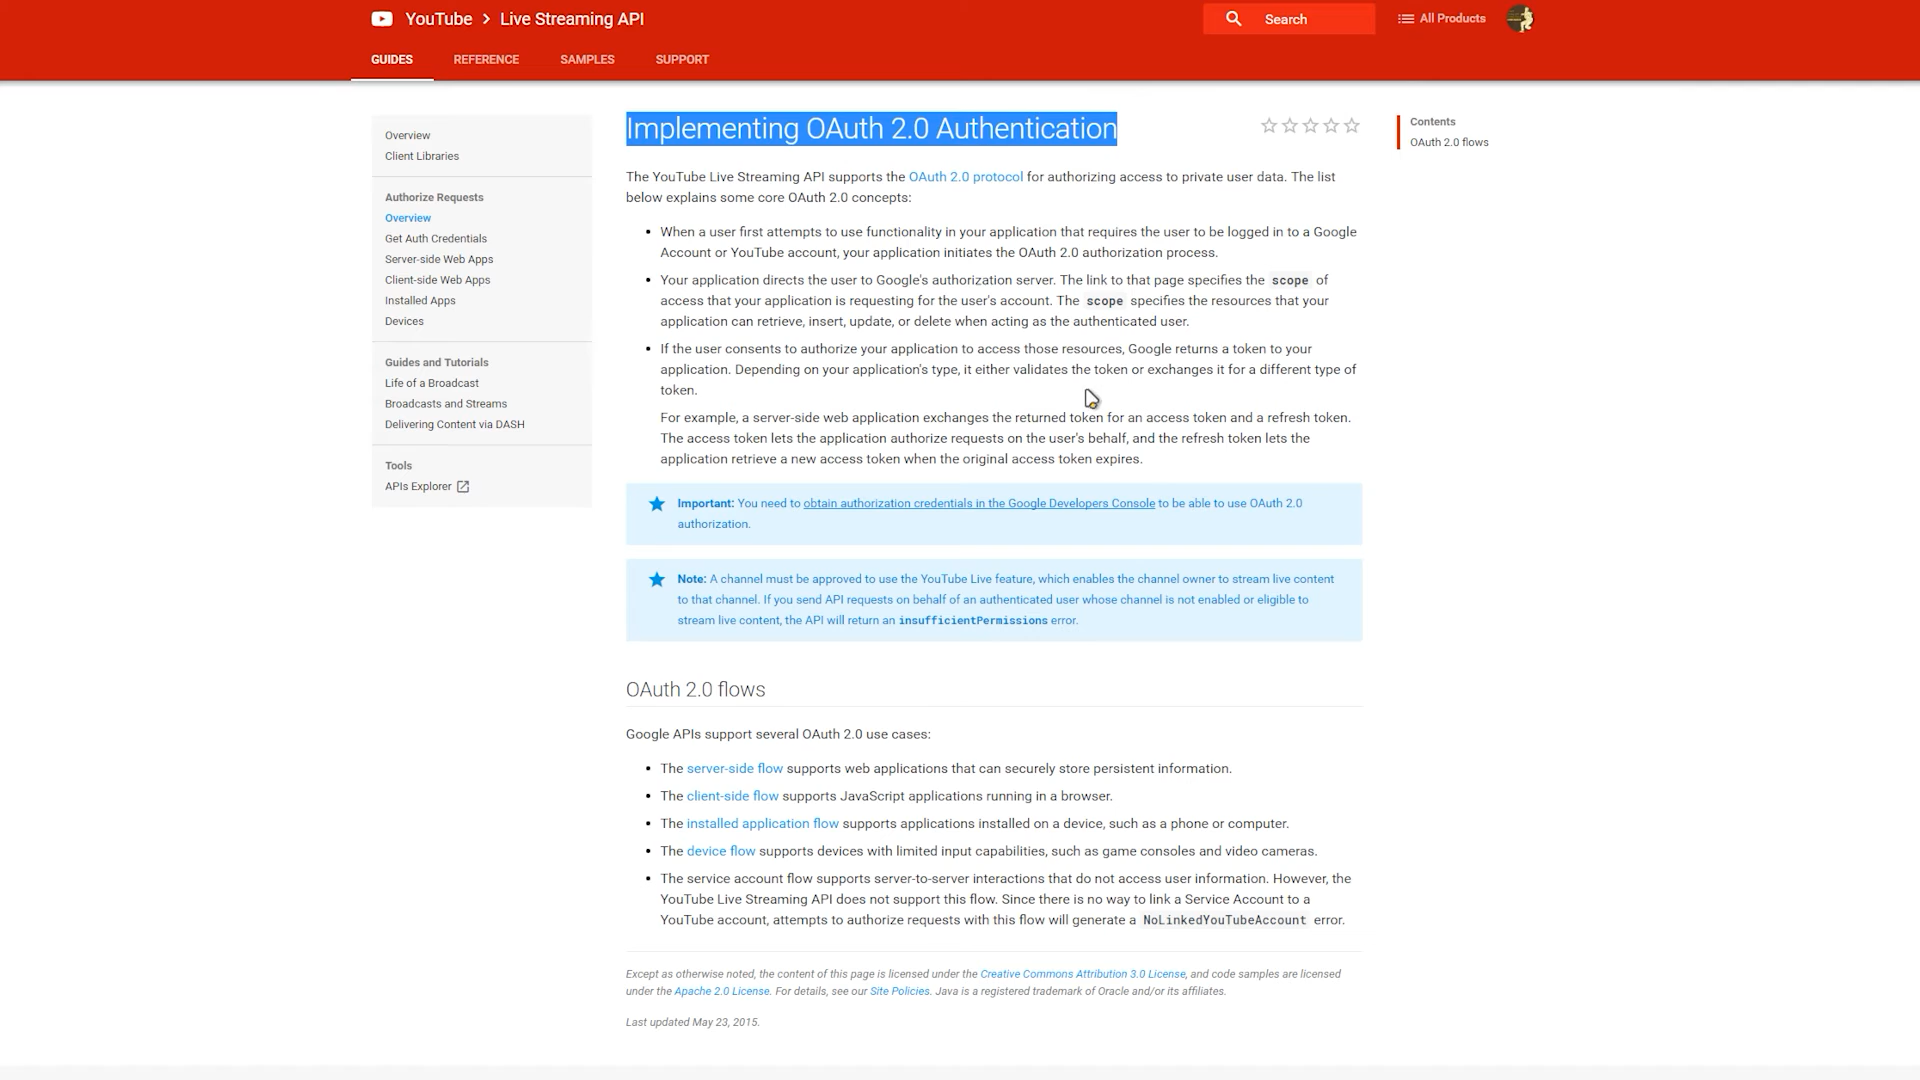 YouTube > Live Streaming API
Search
All Products
GUIDES REFERENCE SAMPLES SUPPORT
Overview
Client Libraries
Authorize Requests
Overview
Get Auth Credentials
Server-side Web Apps
Client-side Web Apps
Installed Apps
Devices
Guides and Tutorials
Life of a Broadcast
Broadcasts and Streams
Delivering Content via DASH
Tools
APIs Explorer
Implementing OAuth 2.0 Authentication
The YouTube Live Streaming API supports the OAuth 2.0 protocol for authorizing access to private user data. The list
below explains some core OAuth 2.0 concepts:
• When a user first attempts to use functionality in your application that requires the user to be logged in to a Google
Account or YouTube account, your application initiates the OAuth 2.0 authorization process.
• Your application directs the user to Google's authorization server. The link to that page specifies the scope of
access that your application is requesting for the user's account. The scope specifies the resources that your
application can retrieve, insert, update, or delete when acting as the authenticated user.
• If the user consents to authorize your application to access those resources, Google returns a token to your
application. Depending on your application's type, it either validates the token or exchanges it for a different type of
token.
For example, a server-side web application exchanges the returned token for an access token and a refresh token.
The access token lets the application authorize requests on the user's behalf, and the refresh token lets the
application retrieve a new access token when the original access token expires.
Important: You need to obtain authorization credentials in the Google Developers Console to be able to use OAuth 2.0
authorization.
Note: A channel must be approved to use the YouTube Live feature, which enables the channel owner to stream live content
to that channel. If you send API requests on behalf of an authenticated user whose channel is not enabled or eligible to
stream live content, the API will return an insufficientPermissions error.
OAuth 2.0 flows
Google APIs support several OAuth 2.0 use cases:
• The server-side flow supports web applications that can securely store persistent information.
• The client-side flow supports JavaScript applications running in a browser.
• The installed application flow supports applications installed on a device, such as a phone or computer.
• The device flow supports devices with limited input capabilities, such as game consoles and video cameras.
• The service account flow supports server-to-server interactions that do not access user information. However, the
YouTube Live Streaming API does not support this flow. Since there is no way to link a Service Account to a
YouTube account, attempts to authorize requests with this flow will generate a NoLinkedYouTubeAccount error.
Except as otherwise noted, the content of this page is licensed under the Creative Commons Attribution 3.0 License, and code samples are licensed
under the Apache 2.0 License. For details, see our Site Policies. Java is a registered trademark of Oracle and/or its affiliates.
Last updated May 23, 2015.
Contents
OAuth 2.0 flows